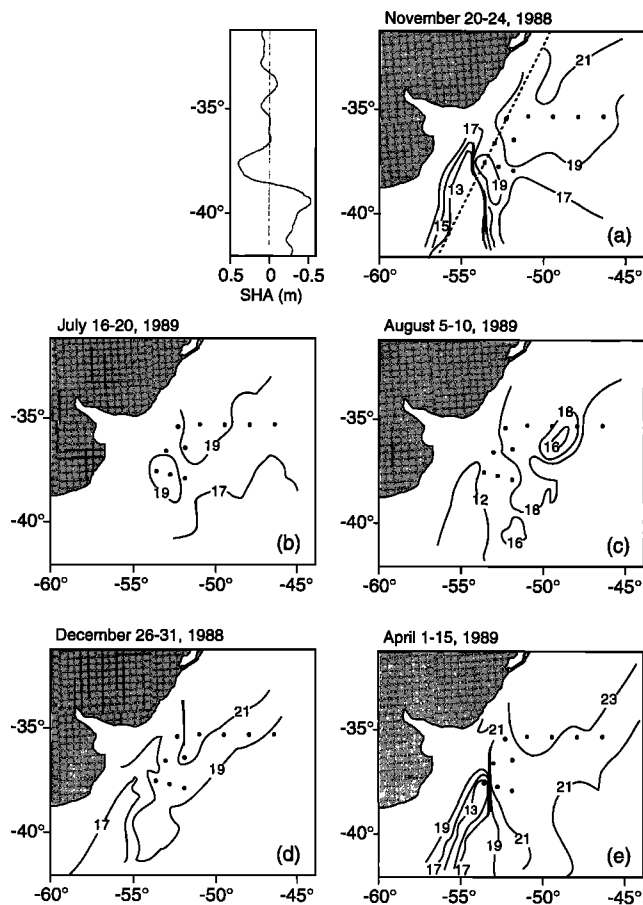 November 20-24, 1988
-35°
-40°
0.5 0 -0.5
SHA (m)
-35°
-40°
21
17
19
19
13
17
15
(a)
-60° -55° -50° -45°
July 16-20, 1989
-35°
-40°
19
19
17
(b)
-60° -55° -50° -45°
August 5-10, 1989
-35°
-40°
18
16
12
18
16
(c)
-60° -55° -50° -45°
December 26-31, 1988
-35°
-40°
21
19
17
(d)
-60° -55° -50° -45°
April 1-15, 1989
-35°
-40°
23
21
21
13
19
19
21
17
17
(e)
-60° -55° -50° -45°